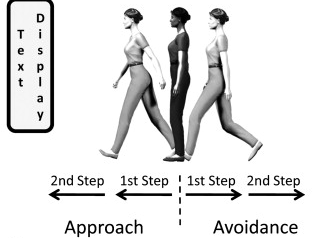 Text
Display
2nd Step 1st Step 1st Step 2nd Step
Approach Avoidance